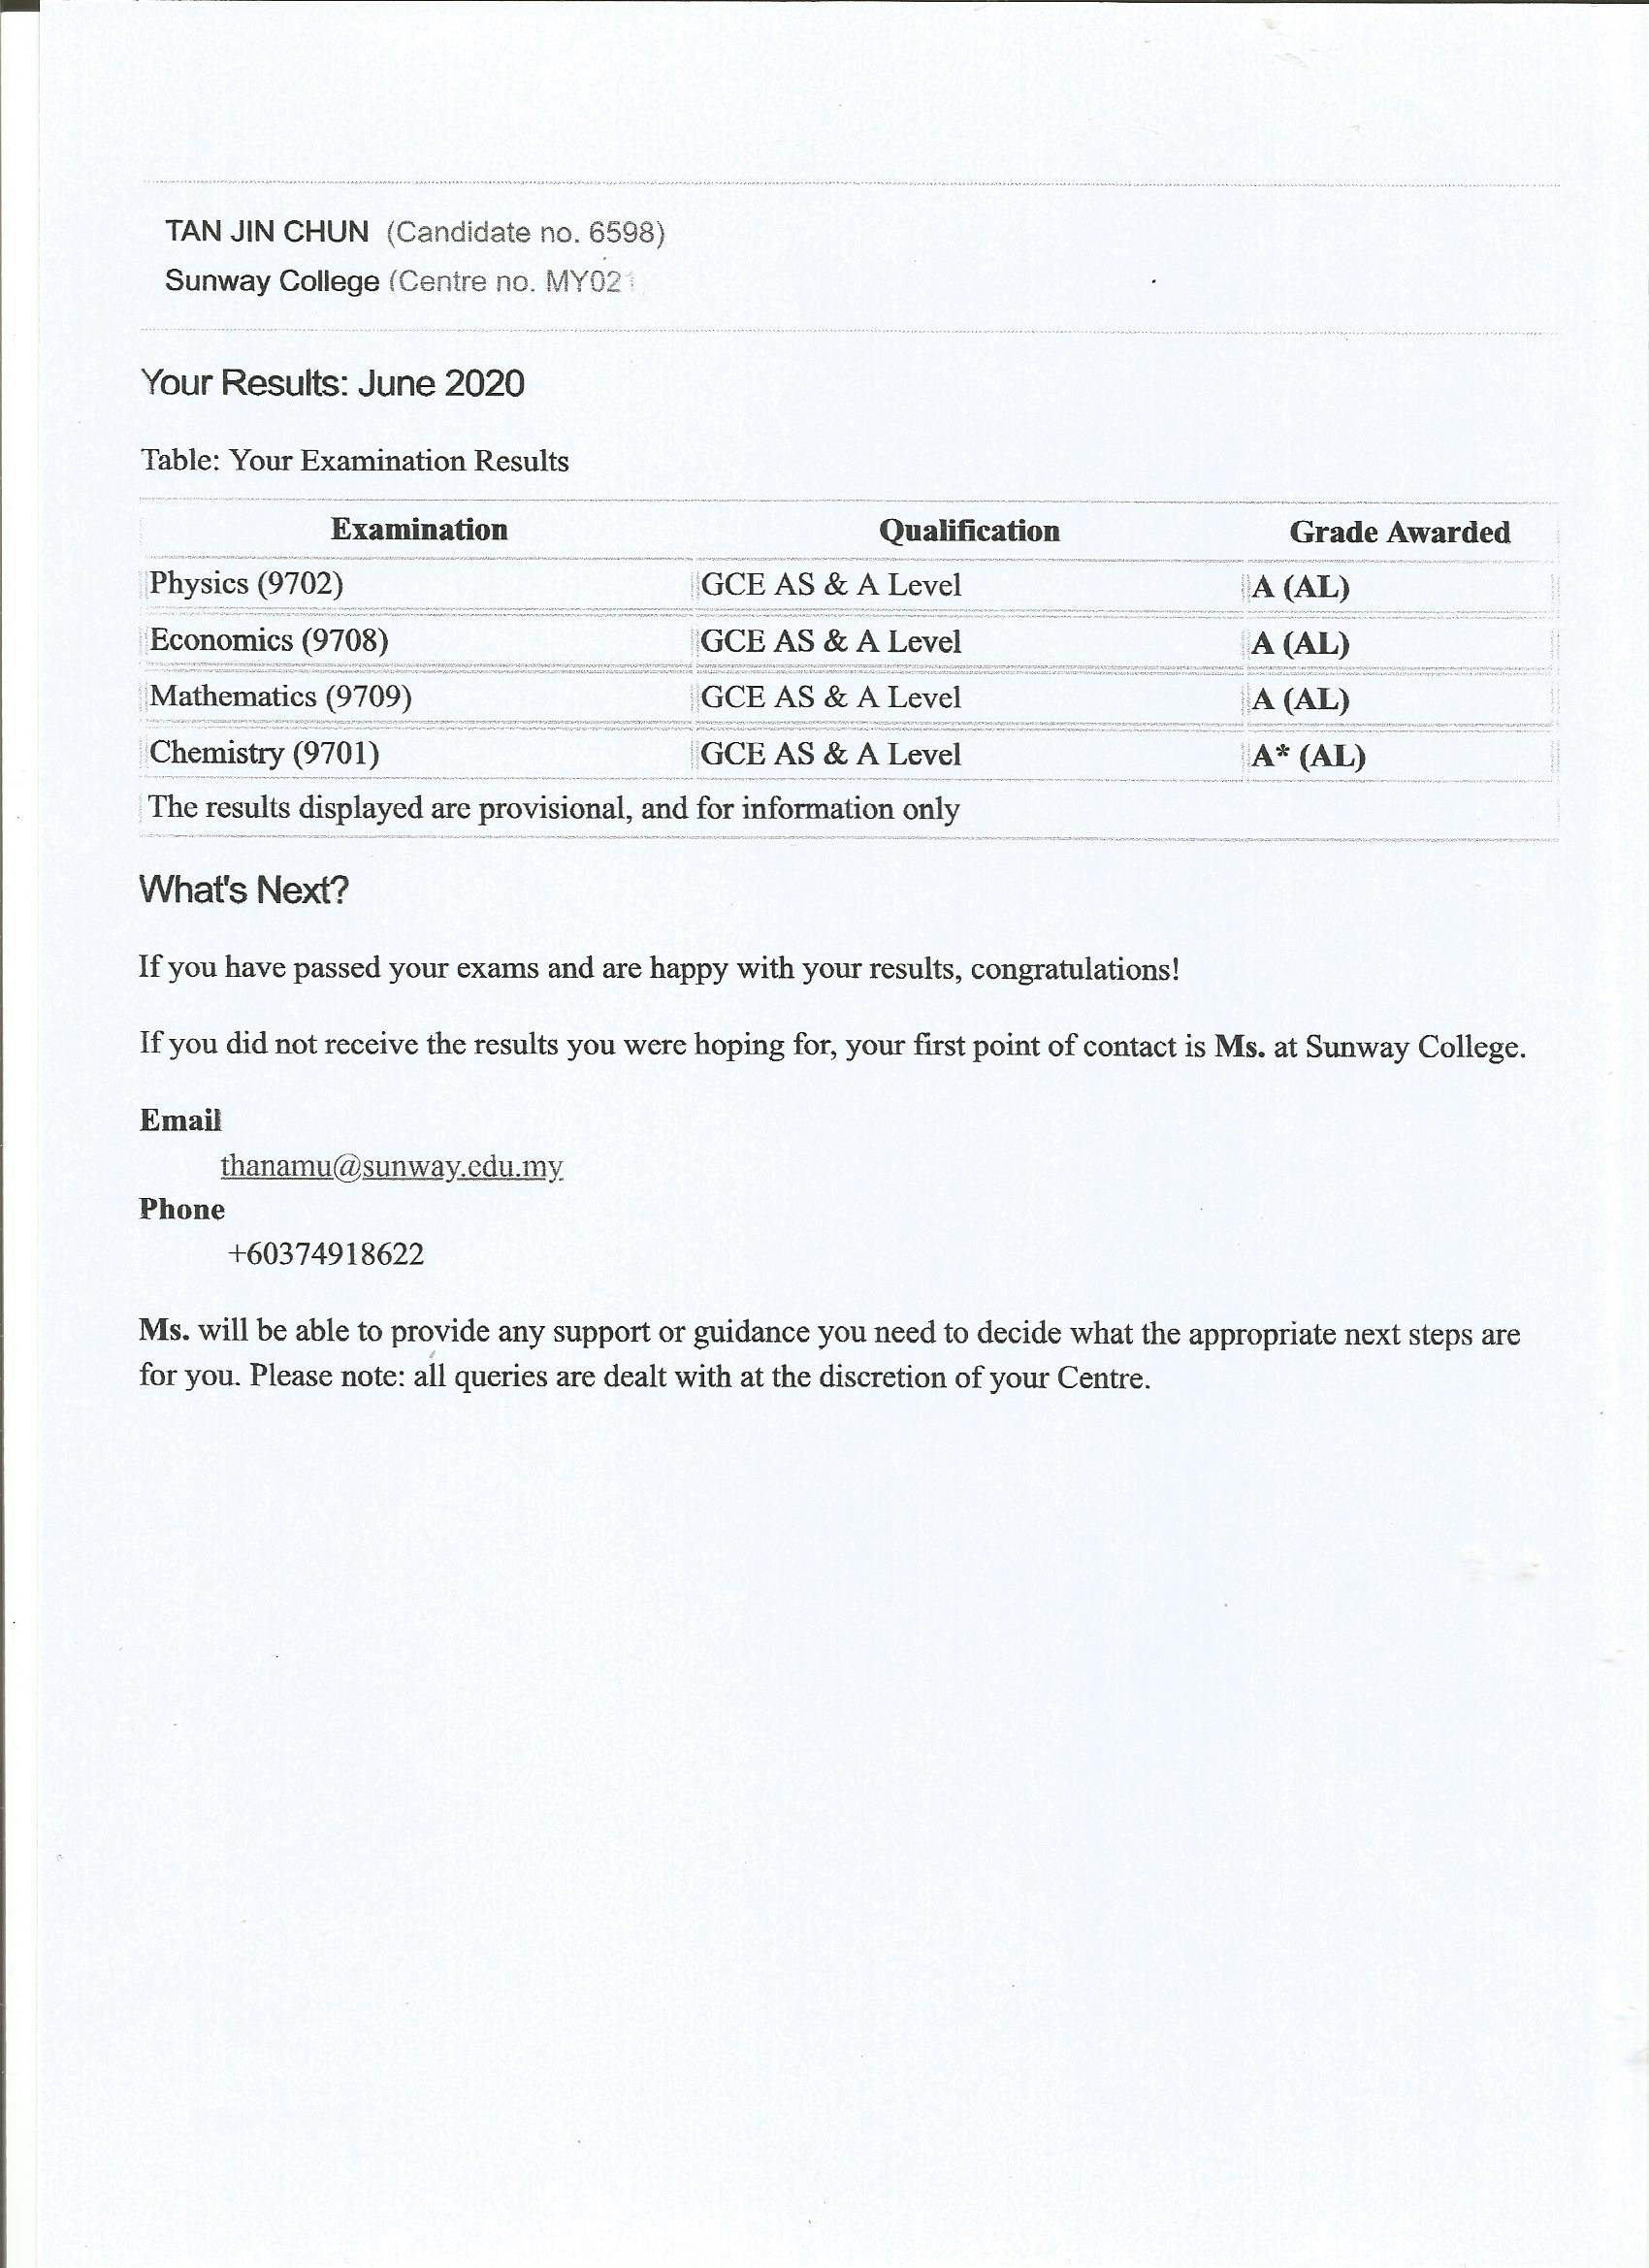 TAN JIN CHUN (Candidate no. 6598)
Sunway College (Centre no. MY02
Your Results: June 2020
Table: Your Examination Results
Examination Qualification Grade Awarded
Physics (9702) GCE AS & A Level A (AL)
Economics (9708) GCE AS & A Level A (AL)
Mathematics (9709) GCE AS & A Level A (AL)
Chemistry (9701) GCE AS & A Level A* (AL)
The results displayed are provisional, and for information only
What's Next?
If you have passed your exams and are happy with your results, congratulations!
If you did not receive the results you were hoping for, your first point of contact is Ms. at Sunway College.
Email
thanamu@sunway.edu.my
Phone
+60374918622
Ms. will be able to provide any support or guidance you need to decide what the appropriate next steps are
for you. Please note: all queries are dealt with at the discretion of your Centre.